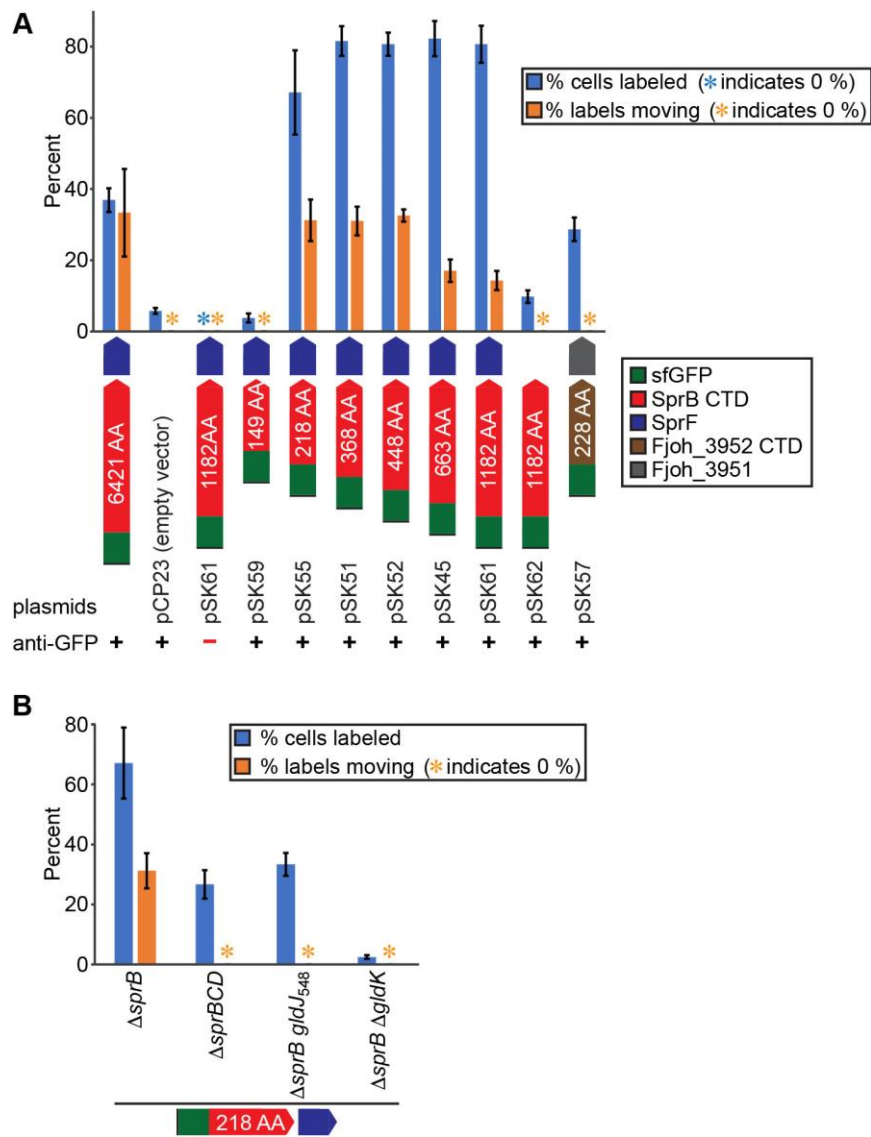 A
80
60
40
20
0
Percent
% cells labeled (* indicates 0 %)
% labels moving (* indicates 0 %)
* * * * * *
6421 AA
1182AA
149 AA
218 AA
368 AA
448 AA
663 AA
1182 AA
1182 AA
228 AA
sfGFP
SprB CTD
SprF
Fjoh_3952 CTD
Fjoh_3951
plasmids
pCP23 (empty vector)
pSK61
pSK59
pSK55
pSK51
pSK52
pSK45
pSK61
pSK62
pSK57
anti-GFP + + − + + + + + + + +
B
80
60
40
20
0
Percent
% cells labeled
% labels moving (* indicates 0 %)
* * *
ΔsprB
ΔsprBCD
ΔsprB gldJ548
ΔsprB ΔgldK
218 AA